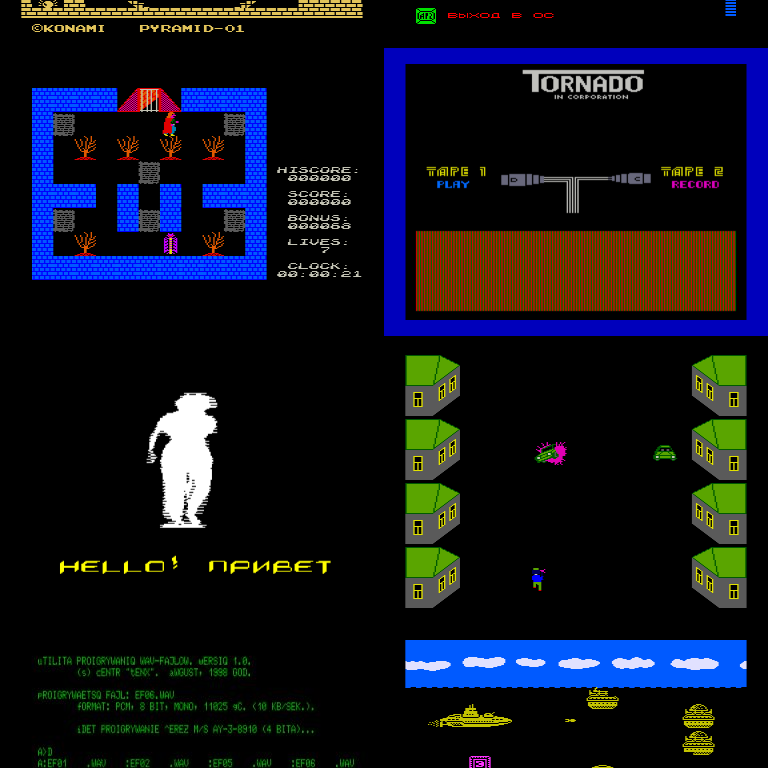 ©KONAMI PYRAMID-01
HISCORE:
00000
SCORE:
000000
BONUS:
000068
LIVES:
7
CLOCK:
00:00:21
ВЫХОД: В 00
TORNADO
IN CORPORATION
TAPE 1
PLAY
TAPE 2
RECORD
HELLO! ПРИВЕТ
uTILITA PROIGRYWANIQ WAV-FAJLOW, wERSIQ 1.0,
(s) cENTR "tENX", aWGUST, 1998 GOD.
pROIGRYWAETSQ FAJL: EF06.WAV
fORMAT: PCM, 8 BIT, MONO, 11025 gC. (10 KB/SEK.),
iDET PROIGRYWANIE ^EREZ M/S AY-3-8910 (4 BITA)...
A>D
A:EF01 .WAV :EF02 .WAV :EF05 .WAV :EF06 .WAV